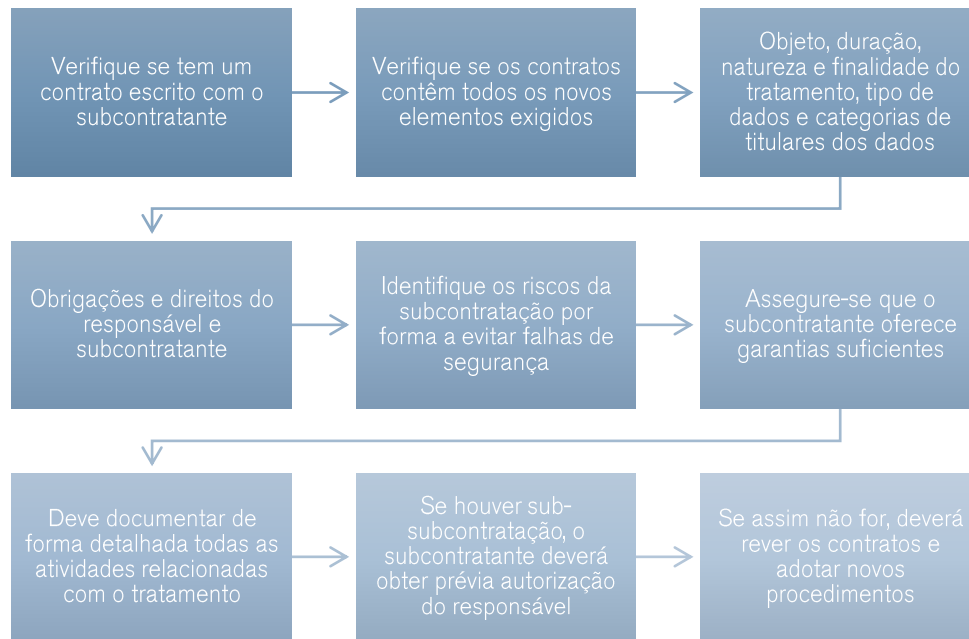 Verifique se tem um
contrato escrito com o
subcontratante
Verifique se os contratos
contêm todos os novos
elementos exigidos
Objeto, duração,
natureza e finalidade do
tratamento, tipo de
dados e categorias de
titulares dos dados
Obrigações e direitos do
responsável e
subcontratante
Identifique os riscos da
subcontratação por
forma a evitar falhas de
segurança
Assegure-se que o
subcontratante oferece
garantias suficientes
Deve documentar de
forma detalhada todas as
atividades relacionadas
com o tratamento
Se houver sub-
subcontratação, o
subcontratante deverá
obter prévia autorização
do responsável
Se assim não for, deverá
rever os contratos e
adotar novos
procedimentos